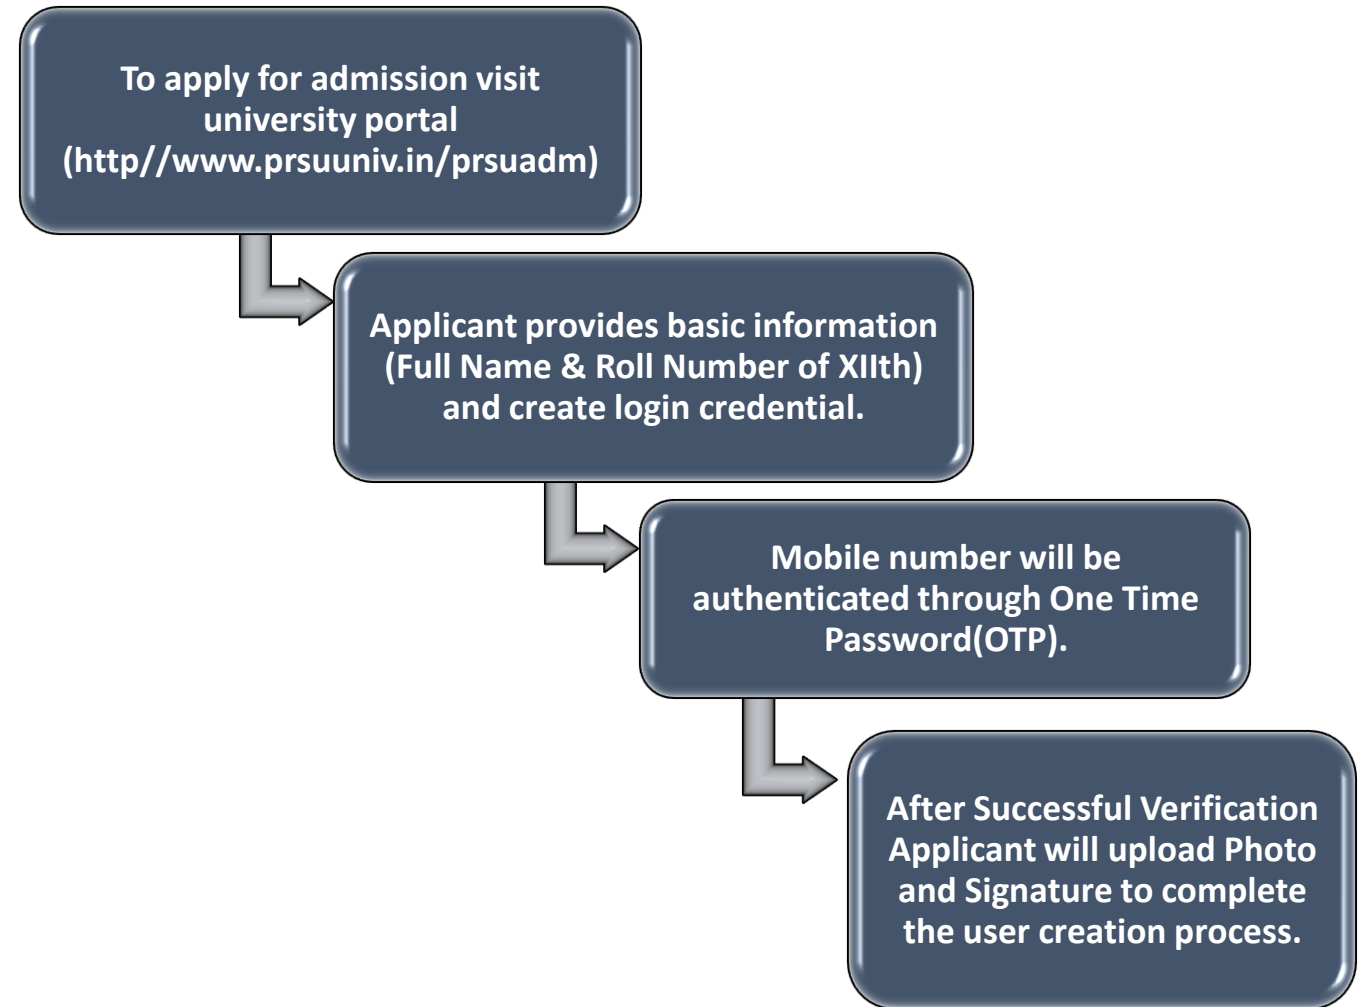 To apply for admission visit
university portal
(http//www.prsuuniv.in/prsuadm)
Applicant provides basic information
(Full Name & Roll Number of XIIth)
and create login credential.
Mobile number will be
authenticated through One Time
Password(OTP).
After Successful Verification
Applicant will upload Photo
and Signature to complete
the user creation process.